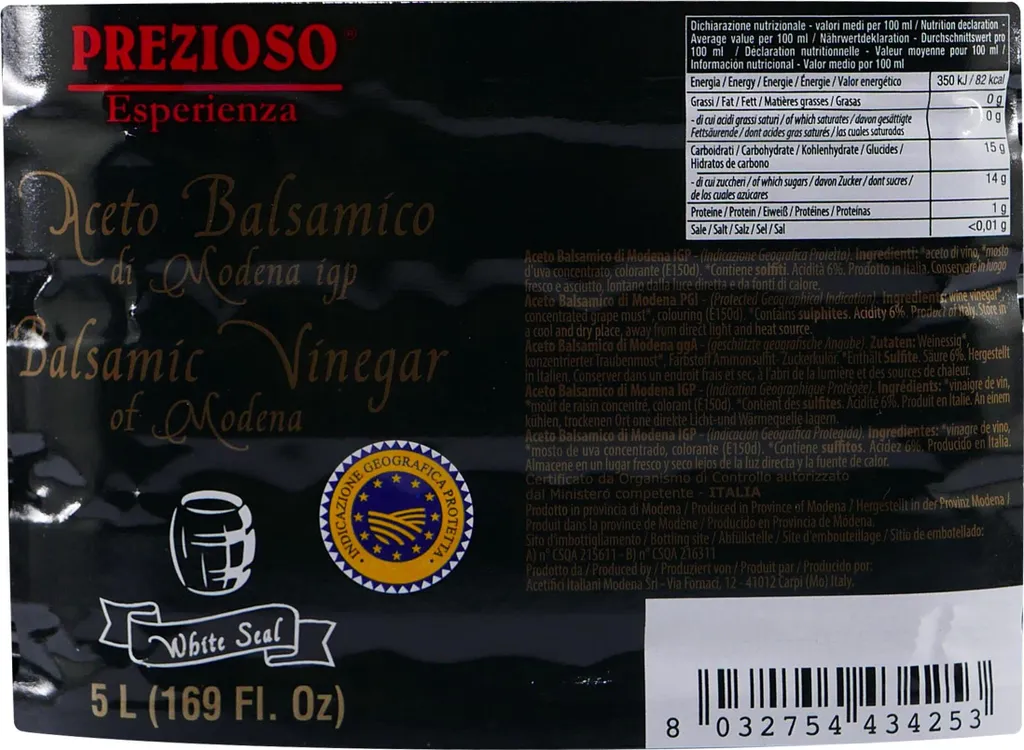 PREZIOSO®
Esperienza
Aceto Balsamico
di Modena igp
Balsamic Vinegar
of Modena
INDICAZIONE GEOGRAFICA PROTETTA
White Seal
5 L (169 Fl. Oz)
Dichiarazione nutrizionale - valori medi per 100 ml / Nutrition declaration -
Average value per 100 ml / Nährwertdeklaration - Durchschnittswert pro
100 ml / Déclaration nutritionnelle - Valeur moyenne pour 100 ml /
Información nutricional - Valor medio por 100 ml
Energia / Energy / Energie / Énergie / Valor energético 350 kJ / 82 kcal
Grassi / Fat / Fett / Matières grasses / Grasas 0 g
- di cui acidi grassi saturi / of which saturates / davon gesättigte 0 g
Fettsäurende / dont acides gras saturés / las cuales saturadas
Carboidrati / Carbohydrate / Kohlenhydrate / Glucides / 15 g
Hidratos de carbono
- di cui zuccheri / of which sugars / davon Zucker / dont sucres / 14 g
de los cuales azúcares
Proteine / Protein / Eiweiß / Protéines / Proteínas 1 g
Sale / Salt / Salz / Sel / Sal <0,01 g
Aceto Balsamico di Modena IGP - (Indicazione Geografica Protetta). Ingredienti: *aceto di vino, *mosto
d'uva concentrato, colorante (E150d). *Contiene solfiti. Acidità 6%. Prodotto in Italia. Conservare in luogo
fresco e asciutto, lontano dalla luce diretta e da fonti di calore.
Aceto Balsamico di Modena PGI - (Protected Geographical Indication). Ingredients: wine vinegar*,
concentrated grape must*, colouring (E150d). *Contains sulphites. Acidity 6%. Product of Italy. Store in
a cool and dry place, away from direct light and heat source.
Aceto Balsamico di Modena ggA - (geschützte geografische Angabe). Zutaten: Weinessig*,
konzentrierter Traubenmost*, Farbstoff Ammonsulfit. Zuckerkulör. *Enthält Sulfite. Säure 6%. Hergestellt
in Italien. Conserver dans un endroit frais et sec, à l'abri de la lumière et des sources de chaleur.
Aceto Balsamico di Modena IGP - (Indication Géographique Protégée). Ingrédients: *vinaigre de vin,
*moût de raisin concentré, colorant (E150d). *Contient des sulfites. Acidité 6%. Produit en Italie. An einem
kühlen, trockenen Ort one direkte Licht-und Wärmequelle lagern.
Aceto Balsamico di Modena IGP - (Indicación Geográfica Protegida). Ingredientes: *vinagre de vino,
*mosto de uva concentrado, colorante (E150d). *Contiene sulfitos. Acidez 6%. Producido en Italia.
Almacene en un lugar fresco y seco lejos de la luz directa y la fuente de calor.
Certificato da Organismo di Controllo autorizzato
dal Ministero competente - ITALIA
Prodotto in provincia di Modena / Produced in Province of Modena / Hergestellt in der Provinz Modena /
Produit dans la province de Modène / Producido en provincia de Módena.
Sito d'imbottigliamento / Bottling site / Abfüllstelle / Site d'embouteillage / Sitio de embotellado:
A) n° CSQA 215611 - B) n° CSQA 216311
Prodotto da / Produced by / Produziert von / Produit par / Producido por:
Acetifici Italiani Modena Srl - Via Fornaci, 12 - 41012 Carpi (Mo) Italy.
8 032754 434253